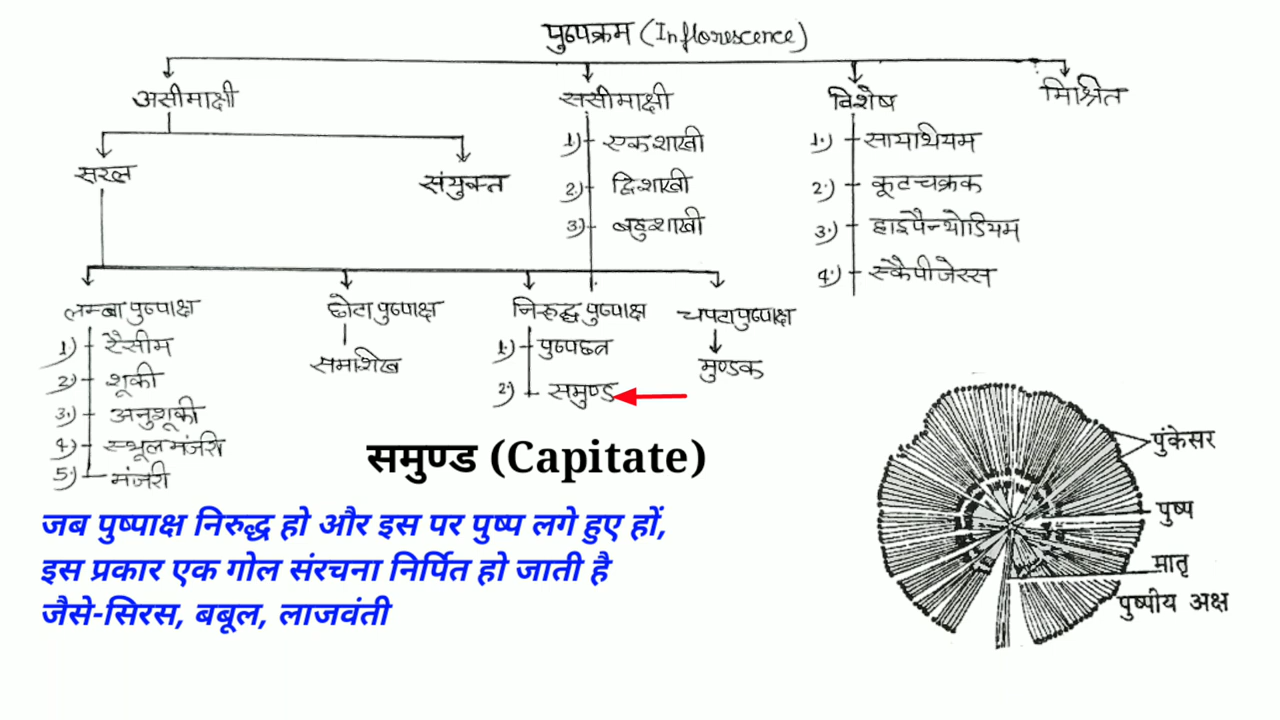 पुष्पक्रम (Inflorescence)
असीमाक्षी
ससीमाक्षी
विशेष
मिश्रित
सरल
संयुक्त
1) एकशाखी
2) द्विशाखी
3) बहुशाखी
1.) सायाथियम
2.) कूटचक्रक
3.) हाइपैन्थोडियम
4.) स्कैपीजेरस
लम्बा पुष्पाक्ष
1) रैसीम
2) शूकी
3) अनुशूकी
4) स्थूलमंजरी
5) मंजरी
छोटा पुष्पाक्ष
समशिख
निरुद्ध पुष्पाक्ष
1.) पुष्पछत्र
2) समुण्ड
चपटा पुष्पाक्ष
मुण्डक
समुण्ड (Capitate)
जब पुष्पाक्ष निरुद्ध हो और इस पर पुष्प लगे हुए हों,
इस प्रकार एक गोल संरचना निर्पित हो जाती है
जैसे-सिरस, बबूल, लाजवंती
पुंकेसर
पुष्प
मातृ
पुष्पीय अक्ष